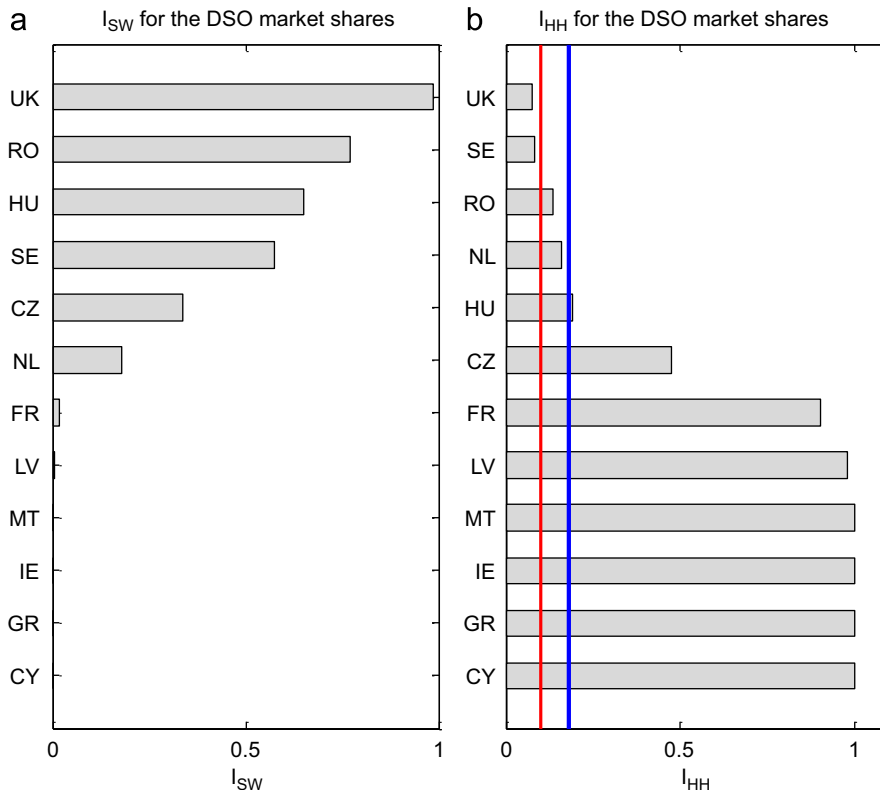 a
I_SW for the DSO market shares
UK
RO
HU
SE
CZ
NL
FR
LV
MT
IE
GR
CY
0 0.5 1
I_SW
b
I_HH for the DSO market shares
UK
SE
RO
NL
HU
CZ
FR
LV
MT
IE
GR
CY
0 0.5 1
I_HH